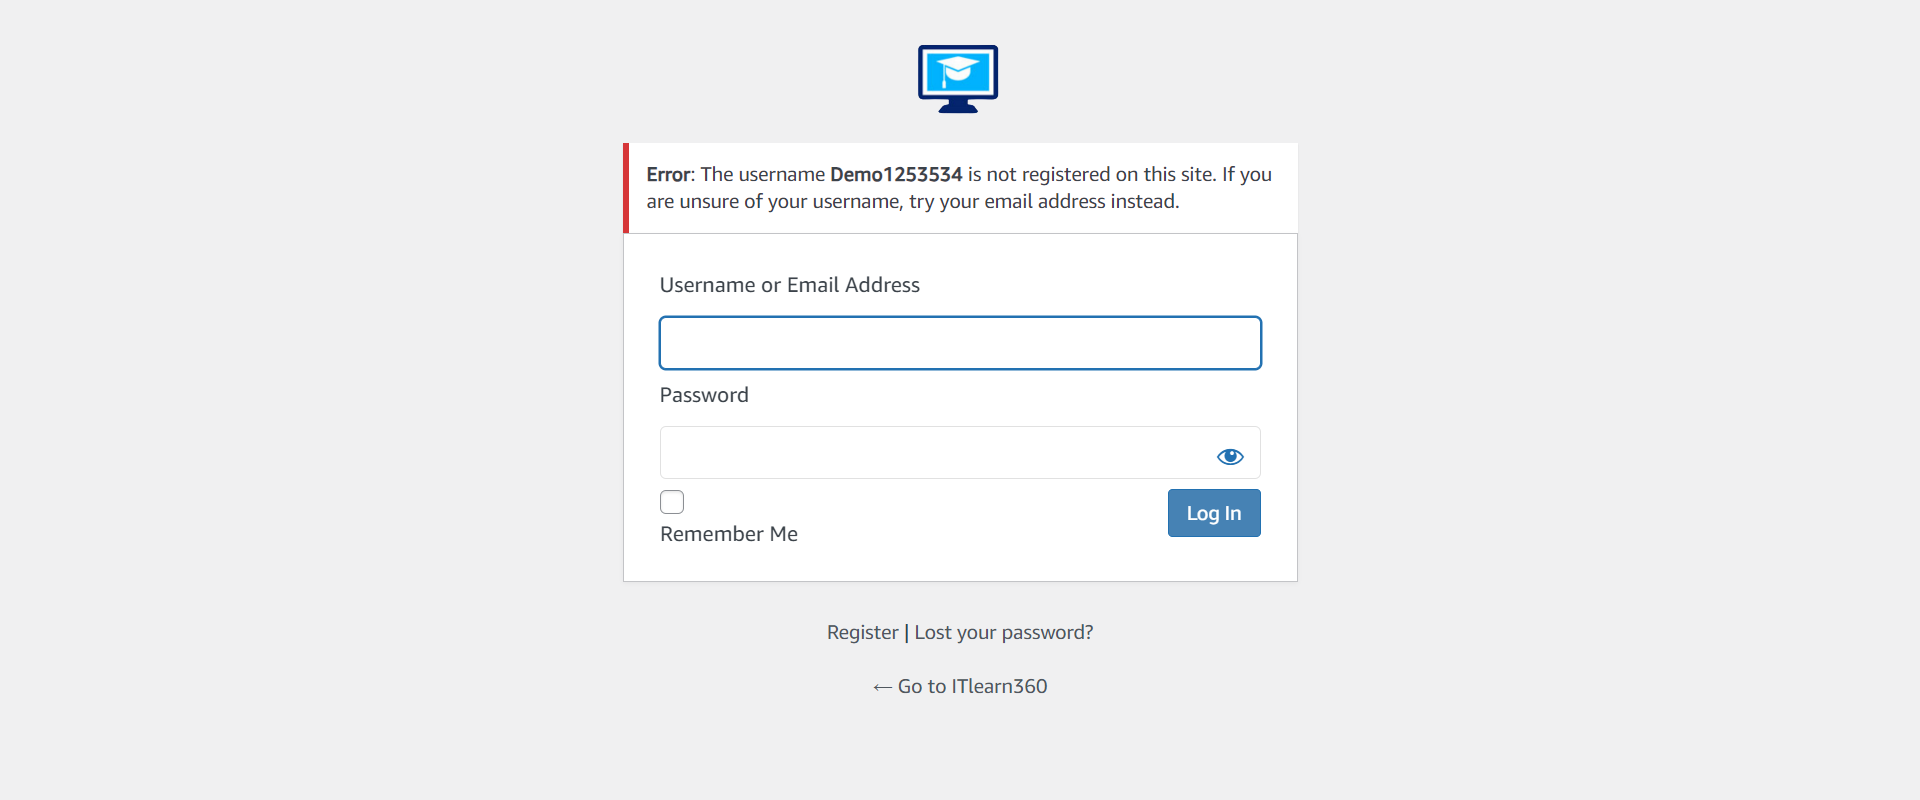 Error: The username Demo1253534 is not registered on this site. If you
are unsure of your username, try your email address instead.
Username or Email Address
Password
Remember Me
Log In
Register | Lost your password?
← Go to ITlearn360